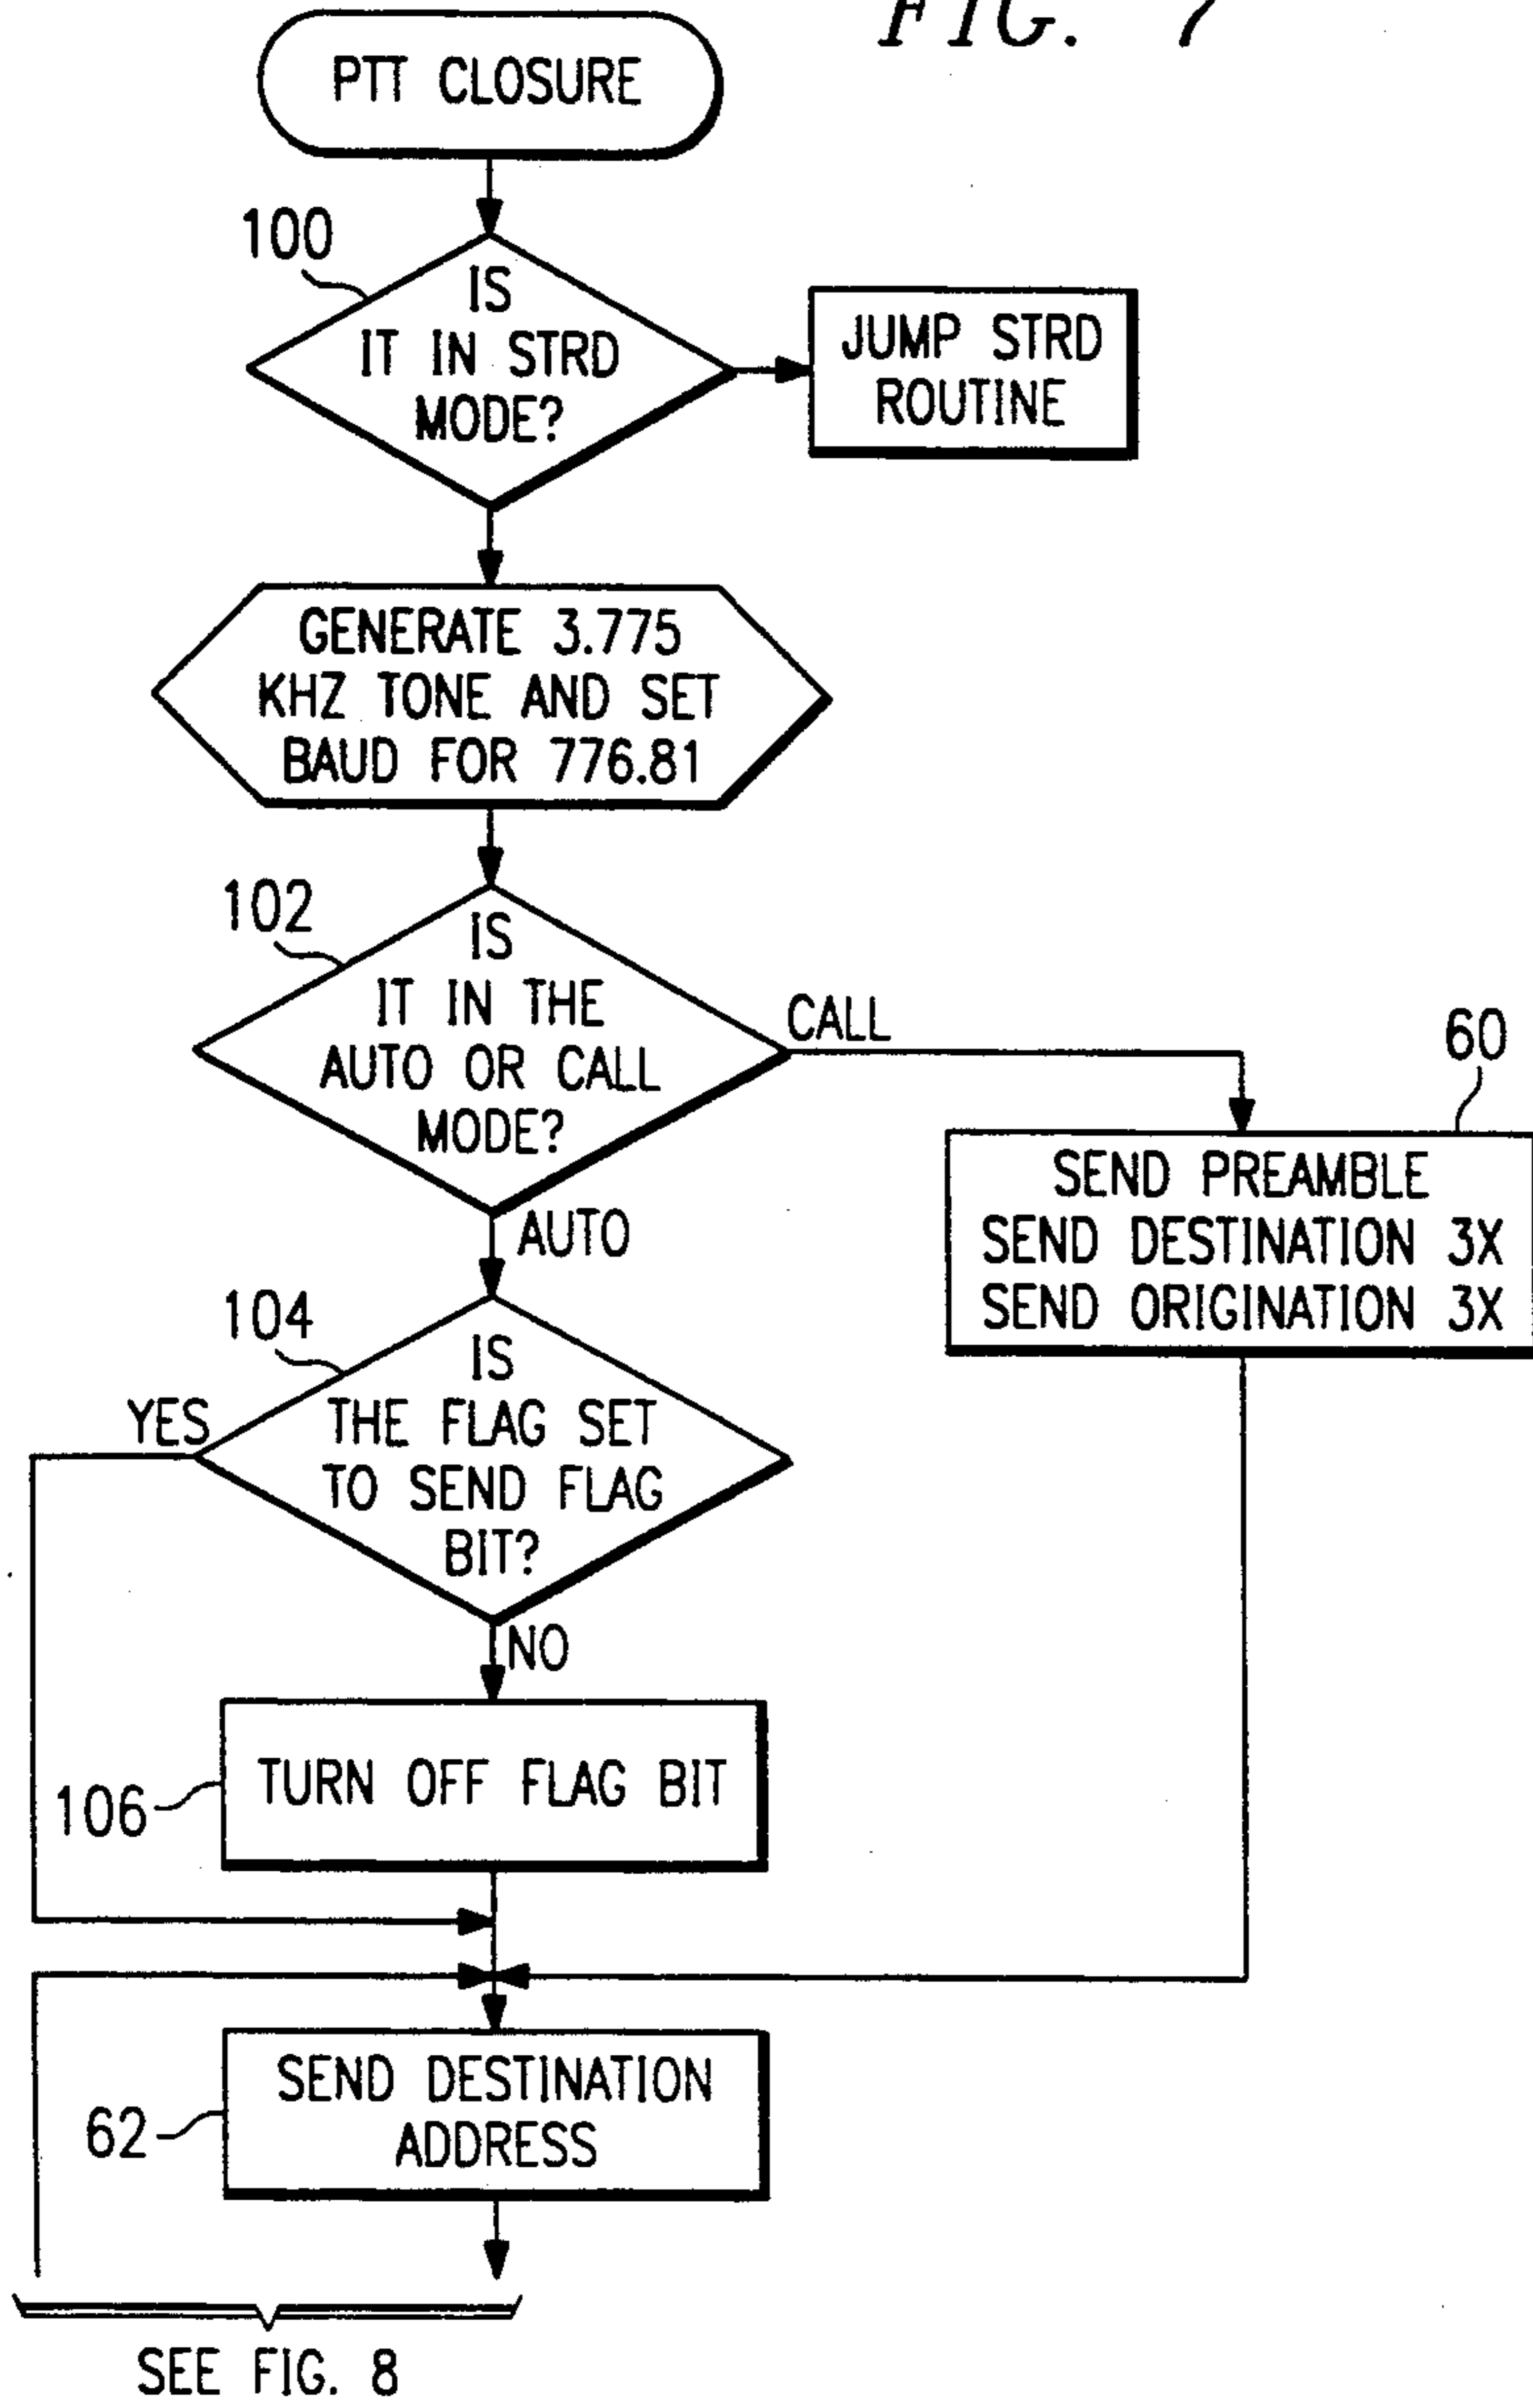 FIG. 7
PTT CLOSURE
100
IS
IT IN STRD
MODE?
JUMP STRD
ROUTINE
GENERATE 3.775
KHZ TONE AND SET
BAUD FOR 776.81
102
IS
IT IN THE
AUTO OR CALL
MODE?
CALL
60
SEND PREAMBLE
SEND DESTINATION 3X
SEND ORIGINATION 3X
AUTO
104
IS
THE FLAG SET
TO SEND FLAG
BIT?
YES
NO
TURN OFF FLAG BIT
106
SEND DESTINATION
ADDRESS
62
SEE FIG. 8